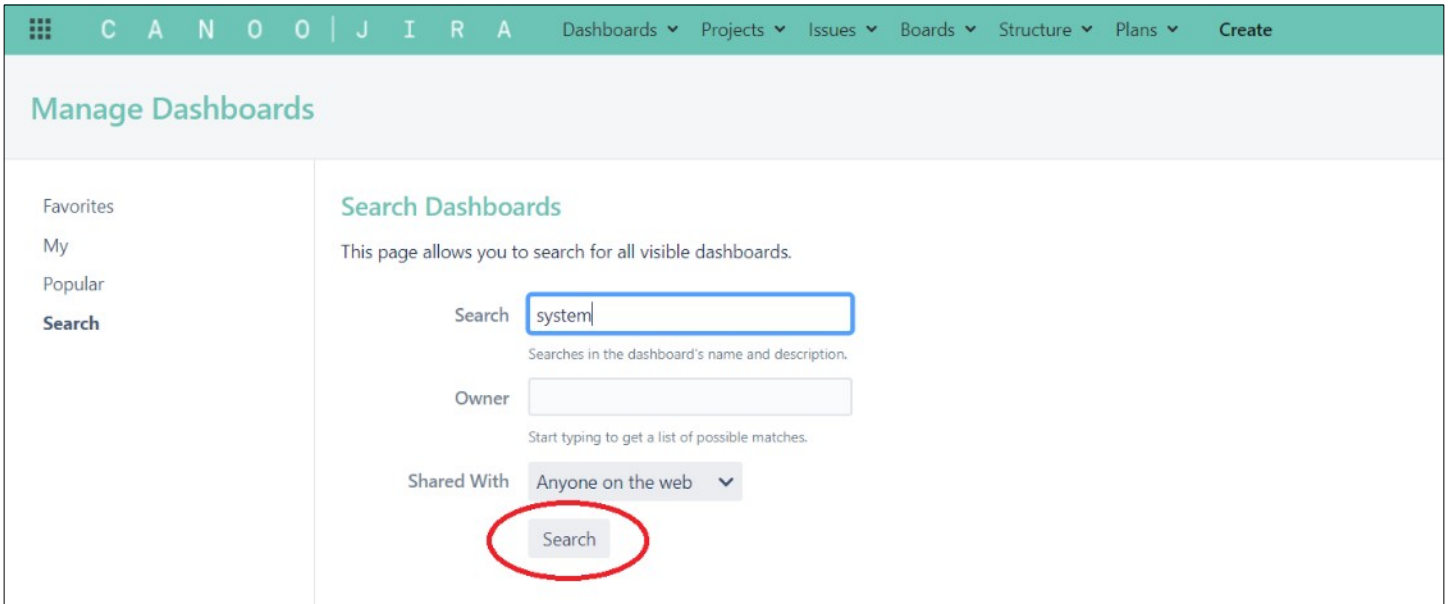 C A N O O | J I R A Dashboards Projects Issues Boards Structure Plans Create
Manage Dashboards
Favorites
My
Popular
Search
Search Dashboards
This page allows you to search for all visible dashboards.
Search system
Searches in the dashboard's name and description.
Owner
Start typing to get a list of possible matches.
Shared With Anyone on the web
Search